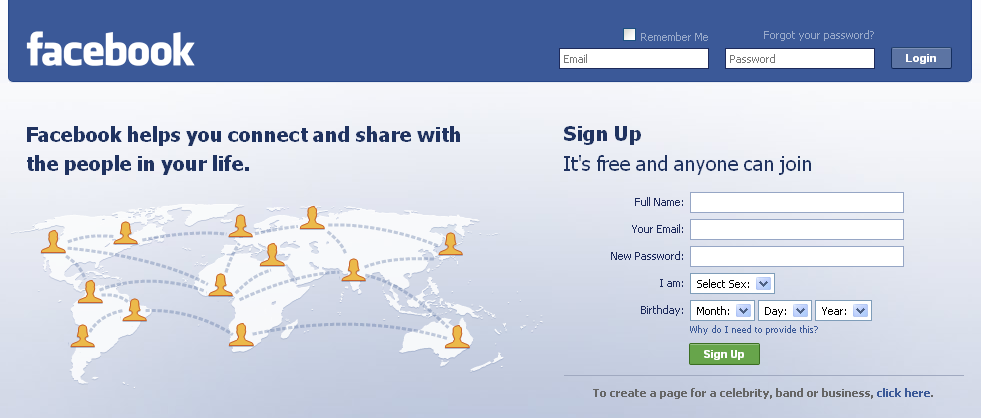 facebook
Remember Me
Forgot your password?
Email
Password
Login
Facebook helps you connect and share with
the people in your life.
Sign Up
It's free and anyone can join
Full Name:
Your Email:
New Password:
I am: Select Sex:
Birthday: Month: Day: Year:
Why do I need to provide this?
Sign Up
To create a page for a celebrity, band or business, click here.